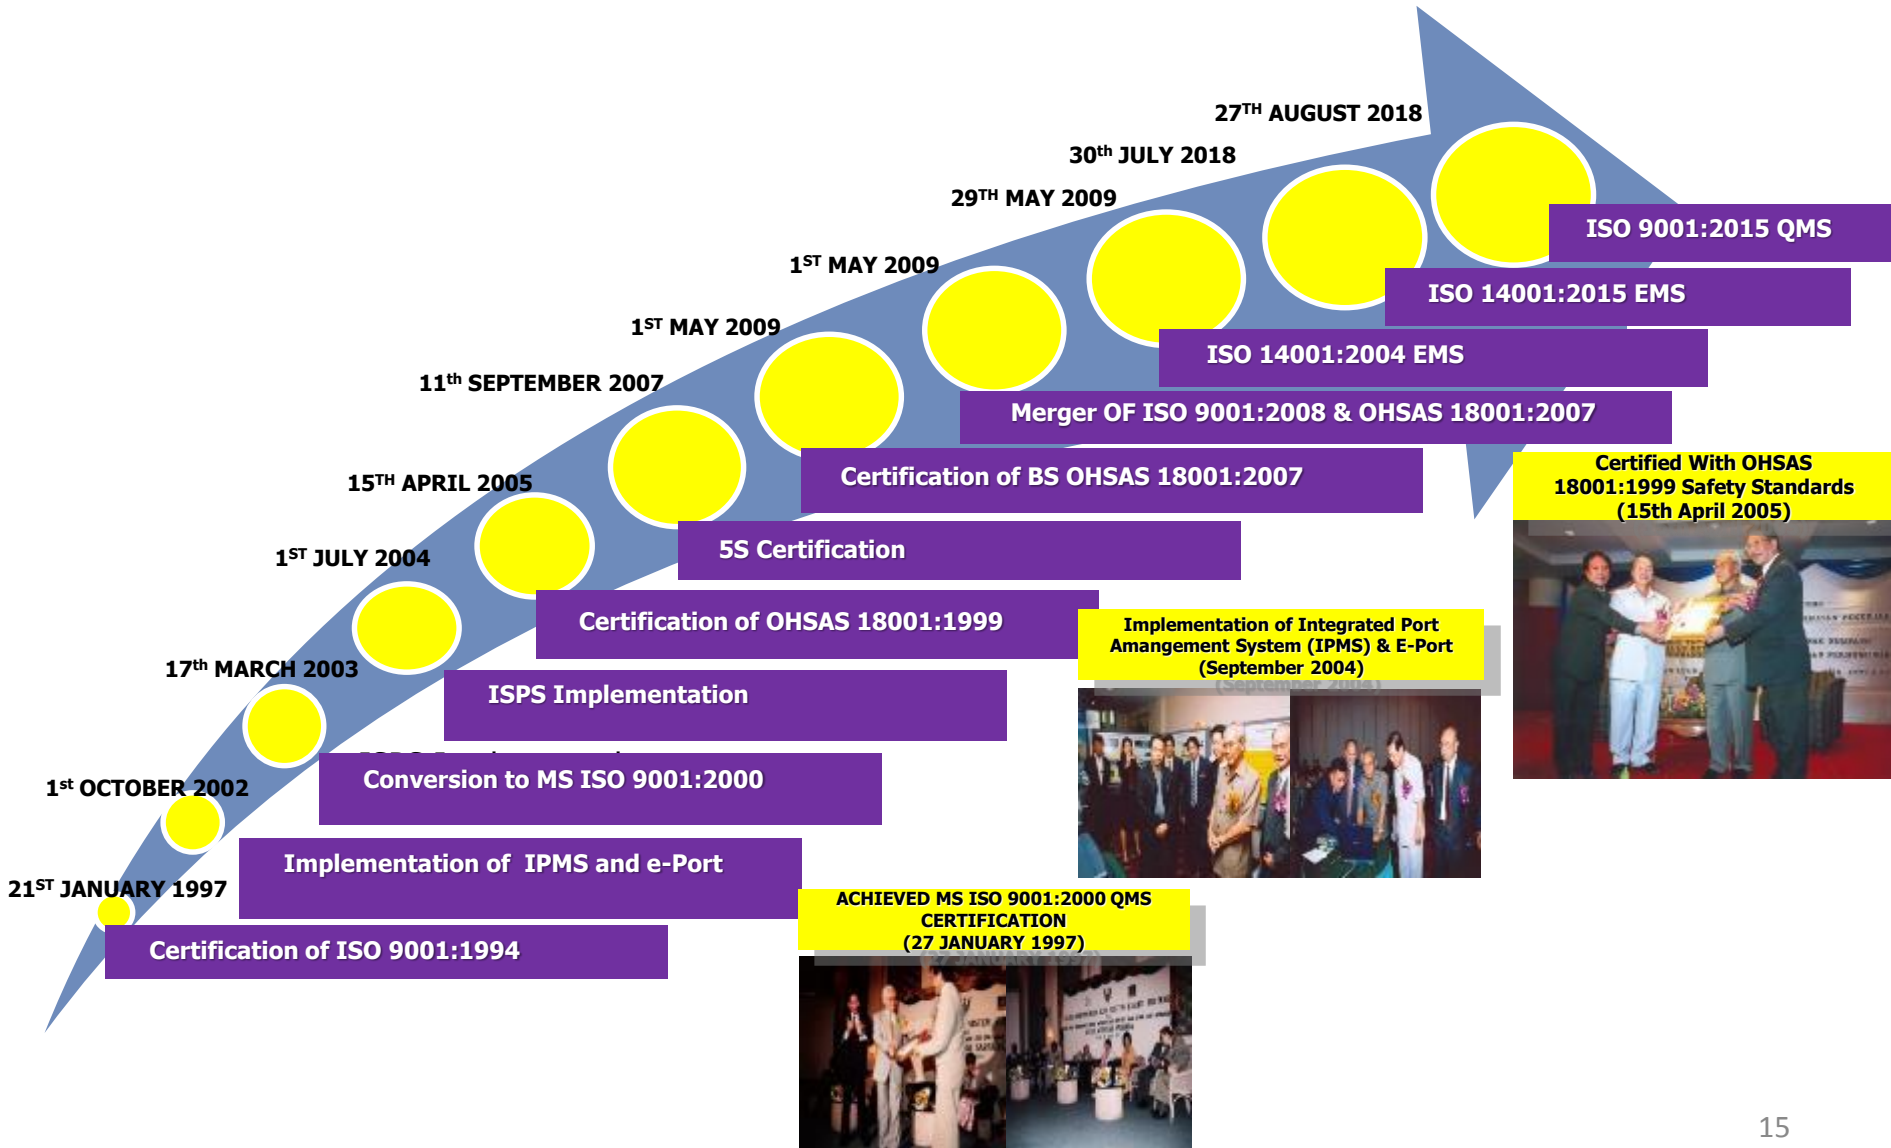 27TH AUGUST 2018
30th JULY 2018
29TH MAY 2009
1ST MAY 2009
1ST MAY 2009
11th SEPTEMBER 2007
15TH APRIL 2005
1ST JULY 2004
17th MARCH 2003
1st OCTOBER 2002
21ST JANUARY 1997
ISO 9001:2015 QMS
ISO 14001:2015 EMS
ISO 14001:2004 EMS
Merger OF ISO 9001:2008 & OHSAS 18001:2007
Certification of BS OHSAS 18001:2007
5S Certification
Certification of OHSAS 18001:1999
ISPS Implementation
Conversion to MS ISO 9001:2000
Implementation of IPMS and e-Port
Certification of ISO 9001:1994
Certified With OHSAS
18001:1999 Safety Standards
(15th April 2005)
Implementation of Integrated Port
Amangement System (IPMS) & E-Port
(September 2004)
ACHIEVED MS ISO 9001:2000 QMS
CERTIFICATION
(27 JANUARY 1997)
15